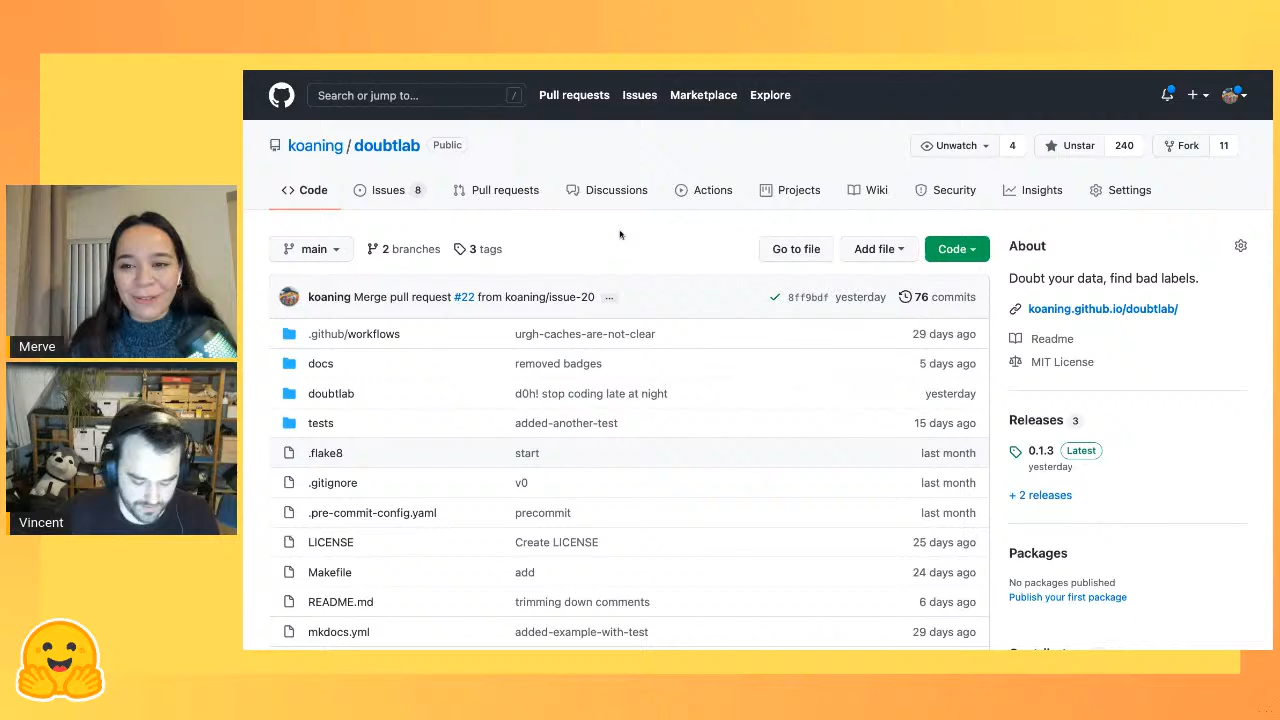 Search or jump to... /
Pull requests Issues Marketplace Explore
koaning / doubtlab Public
Unwatch 4 Unstar 240 Fork 11
Code Issues 8 Pull requests Discussions Actions Projects Wiki Security Insights Settings
main 2 branches 3 tags Go to file Add file Code
koaning Merge pull request #22 from koaning/issue-20 ... 8ff9bdf yesterday 76 commits
.github/workflows urgh-caches-are-not-clear 29 days ago
docs removed badges 5 days ago
doubtlab d0h! stop coding late at night yesterday
tests added-another-test 15 days ago
.flake8 start last month
.gitignore v0 last month
.pre-commit-config.yaml precommit last month
LICENSE Create LICENSE 25 days ago
Makefile add 24 days ago
README.md trimming down comments 6 days ago
mkdocs.yml added-example-with-test 29 days ago
About
Doubt your data, find bad labels.
koaning.github.io/doubtlab/
Readme
MIT License
Releases 3
0.1.3 Latest
yesterday
+ 2 releases
Packages
No packages published
Publish your first package
Merve
Vincent